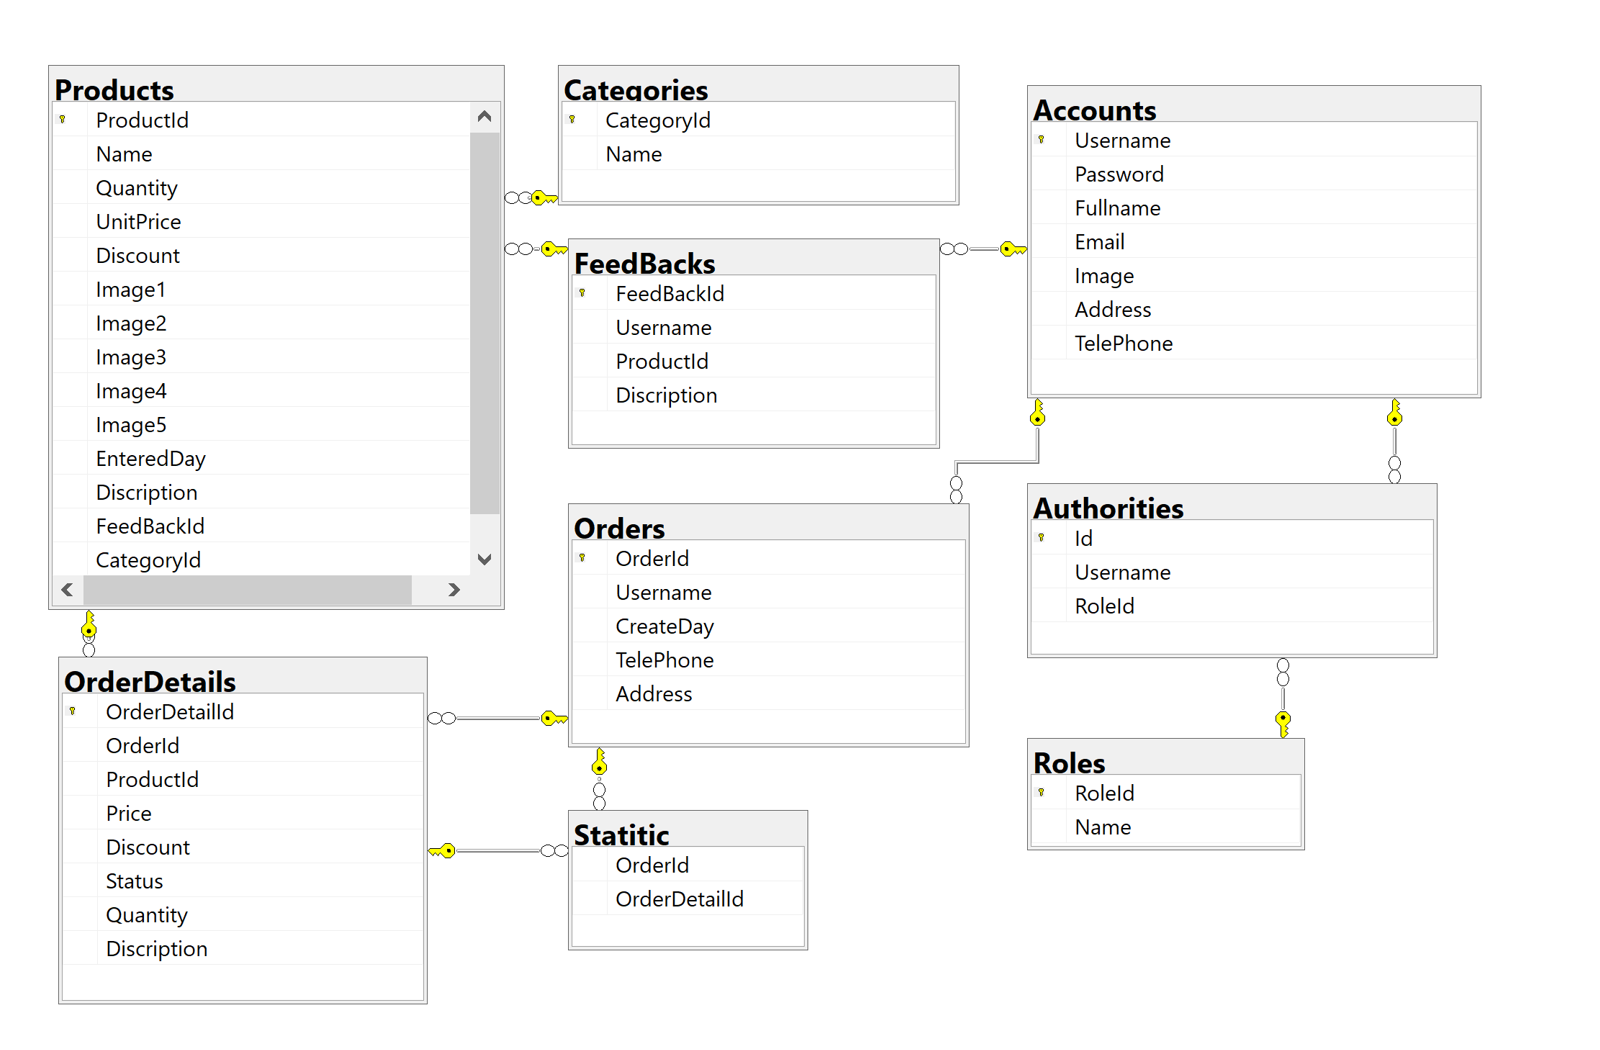 Products
ProductId
Name
Quantity
UnitPrice
Discount
Image1
Image2
Image3
Image4
Image5
EnteredDay
Discription
FeedBackId
CategoryId
Categories
CategoryId
Name
FeedBacks
FeedBackId
Username
ProductId
Discription
Accounts
Username
Password
Fullname
Email
Image
Address
TelePhone
Orders
OrderId
Username
CreateDay
TelePhone
Address
Authorities
Id
Username
RoleId
OrderDetails
OrderDetailId
OrderId
ProductId
Price
Discount
Status
Quantity
Discription
Statitic
OrderId
OrderDetailId
Roles
RoleId
Name